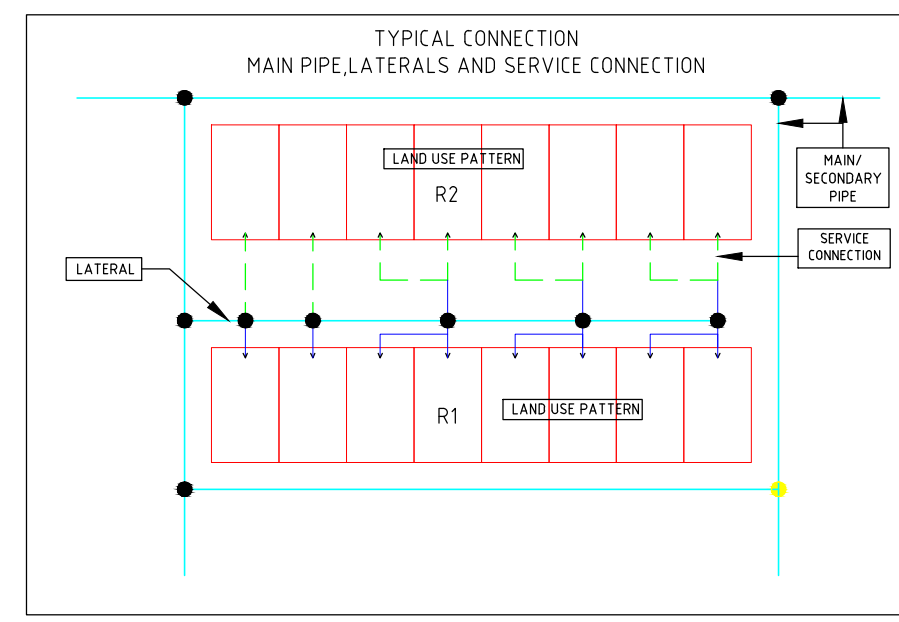 TYPICAL CONNECTION
MAIN PIPE,LATERALS AND SERVICE CONNECTION
LAND USE PATTERN
R2
MAIN/
SECONDARY
PIPE
SERVICE
CONNECTION
LATERAL
LAND USE PATTERN
R1